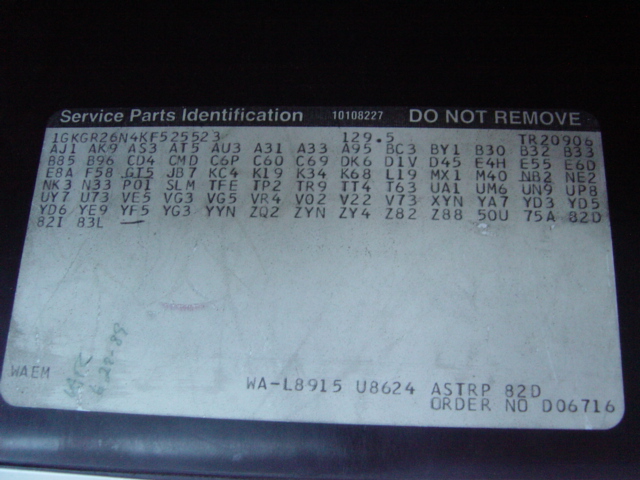 Service Parts Identification 10108227 DO NOT REMOVE
1GKGR26N4KF525523 129.5 TR20906
AJ1 AK9 AS3 AT5 AU3 A31 A33 A95 BC3 BY1 B30 B32 B33
B85 B96 CD4 CMD C6P C60 C69 DK6 D1V D45 E4H E55 E6D
E8A F58 GT5 JB7 KC4 K19 K34 K68 L19 MX1 M40 NB2 NE2
NK3 N33 P01 SLM TFE TP2 TR9 TT4 T63 UA1 UM6 UN9 UP8
UY7 U73 VE5 VG3 VG5 VR4 V02 V22 V73 XYN YA7 YD3 YD5
YD6 YE9 YF5 YG3 YYN ZQ2 ZYN ZY4 Z82 Z88 50U 75A 82D
82I 83L
WAEM
6-29-89
WA-L8915 U8624 ASTRP 82D
ORDER NO D06716